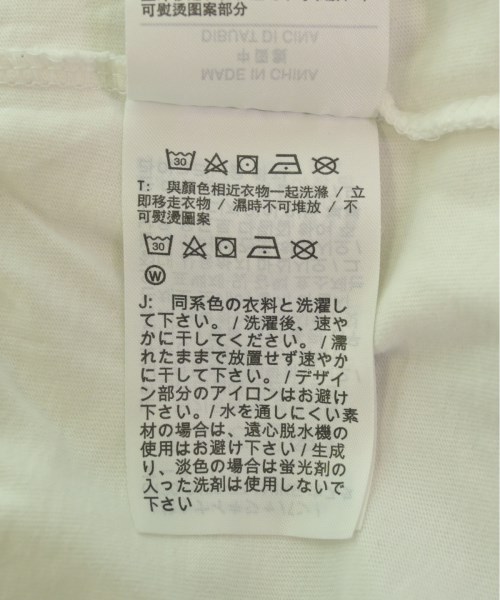 可熨燙圖案部分
DIBUAT DI CINA
中國製
MADE IN CHINA
30
T: 與顏色相近衣物一起洗滌 / 立
即移走衣物 / 濕時不可堆放 / 不
可熨燙圖案
30
W
J: 同系色の衣料と洗濯し
て下さい。/ 洗濯後、速や
かに干してください。/ 濡
れたままで放置せず速やか
に干して下さい。/ デザイ
ン部分のアイロンはお避け
下さい。/ 水を通しにくい素
材の場合は、遠心脱水機の
使用はお避け下さい / 生成
り、淡色の場合は蛍光剤の
入った洗剤は使用しないで
下さい